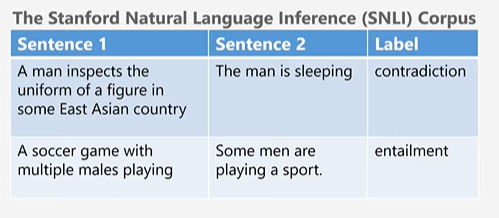 The Stanford Natural Language Inference (SNLI) Corpus
Sentence 1 Sentence 2 Label
A man inspects the The man is sleeping contradiction
uniform of a figure in
some East Asian country
A soccer game with Some men are entailment
multiple males playing playing a sport.